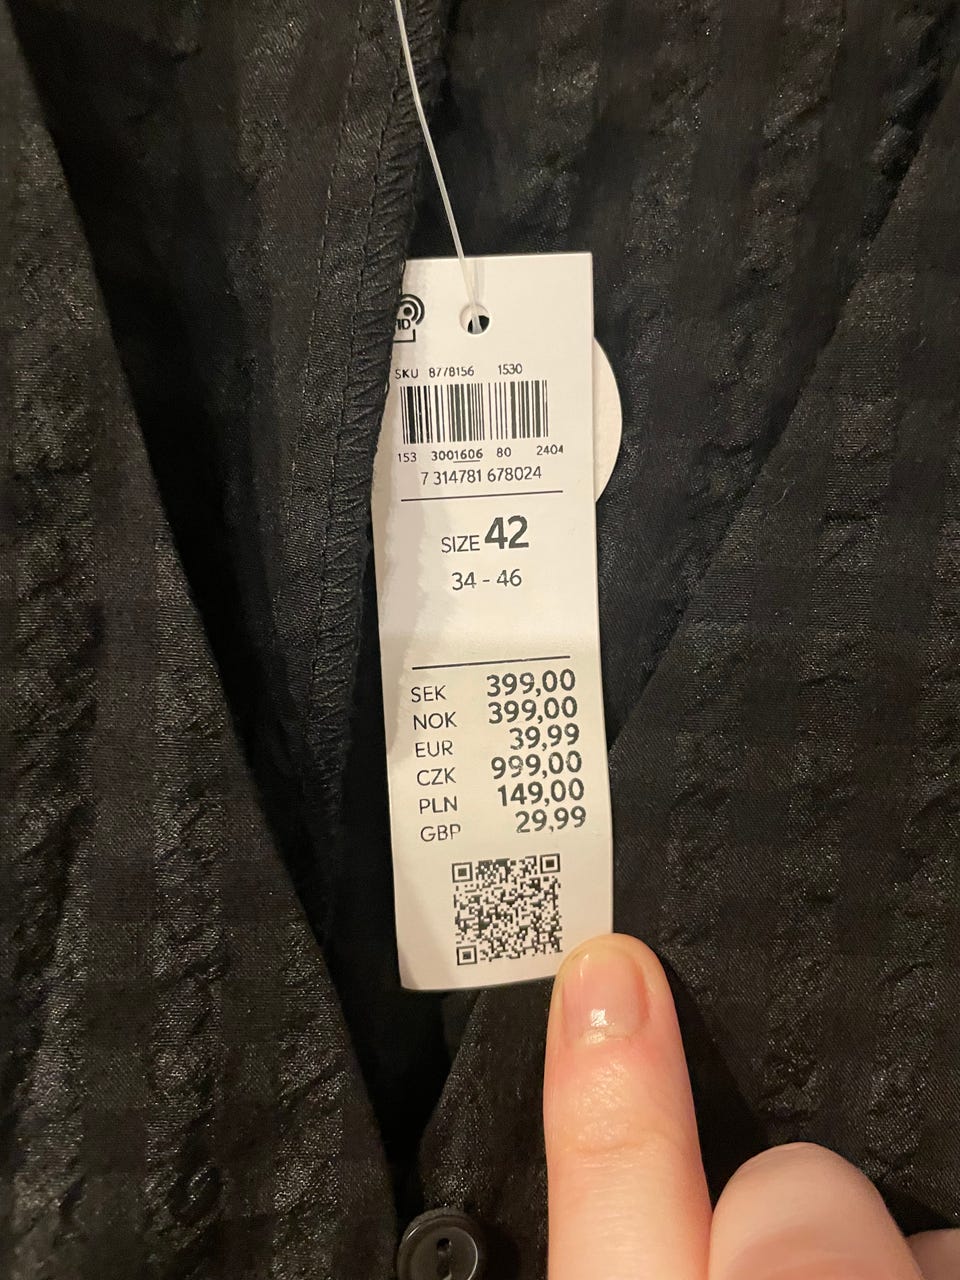 SKU 8778156 1530
153 3001606 80 2404
7 314781 678024
SIZE 42
34 - 46
SEK 399,00
NOK 399,00
EUR 39,99
CZK 999,00
PLN 149,00
GBP 29,99